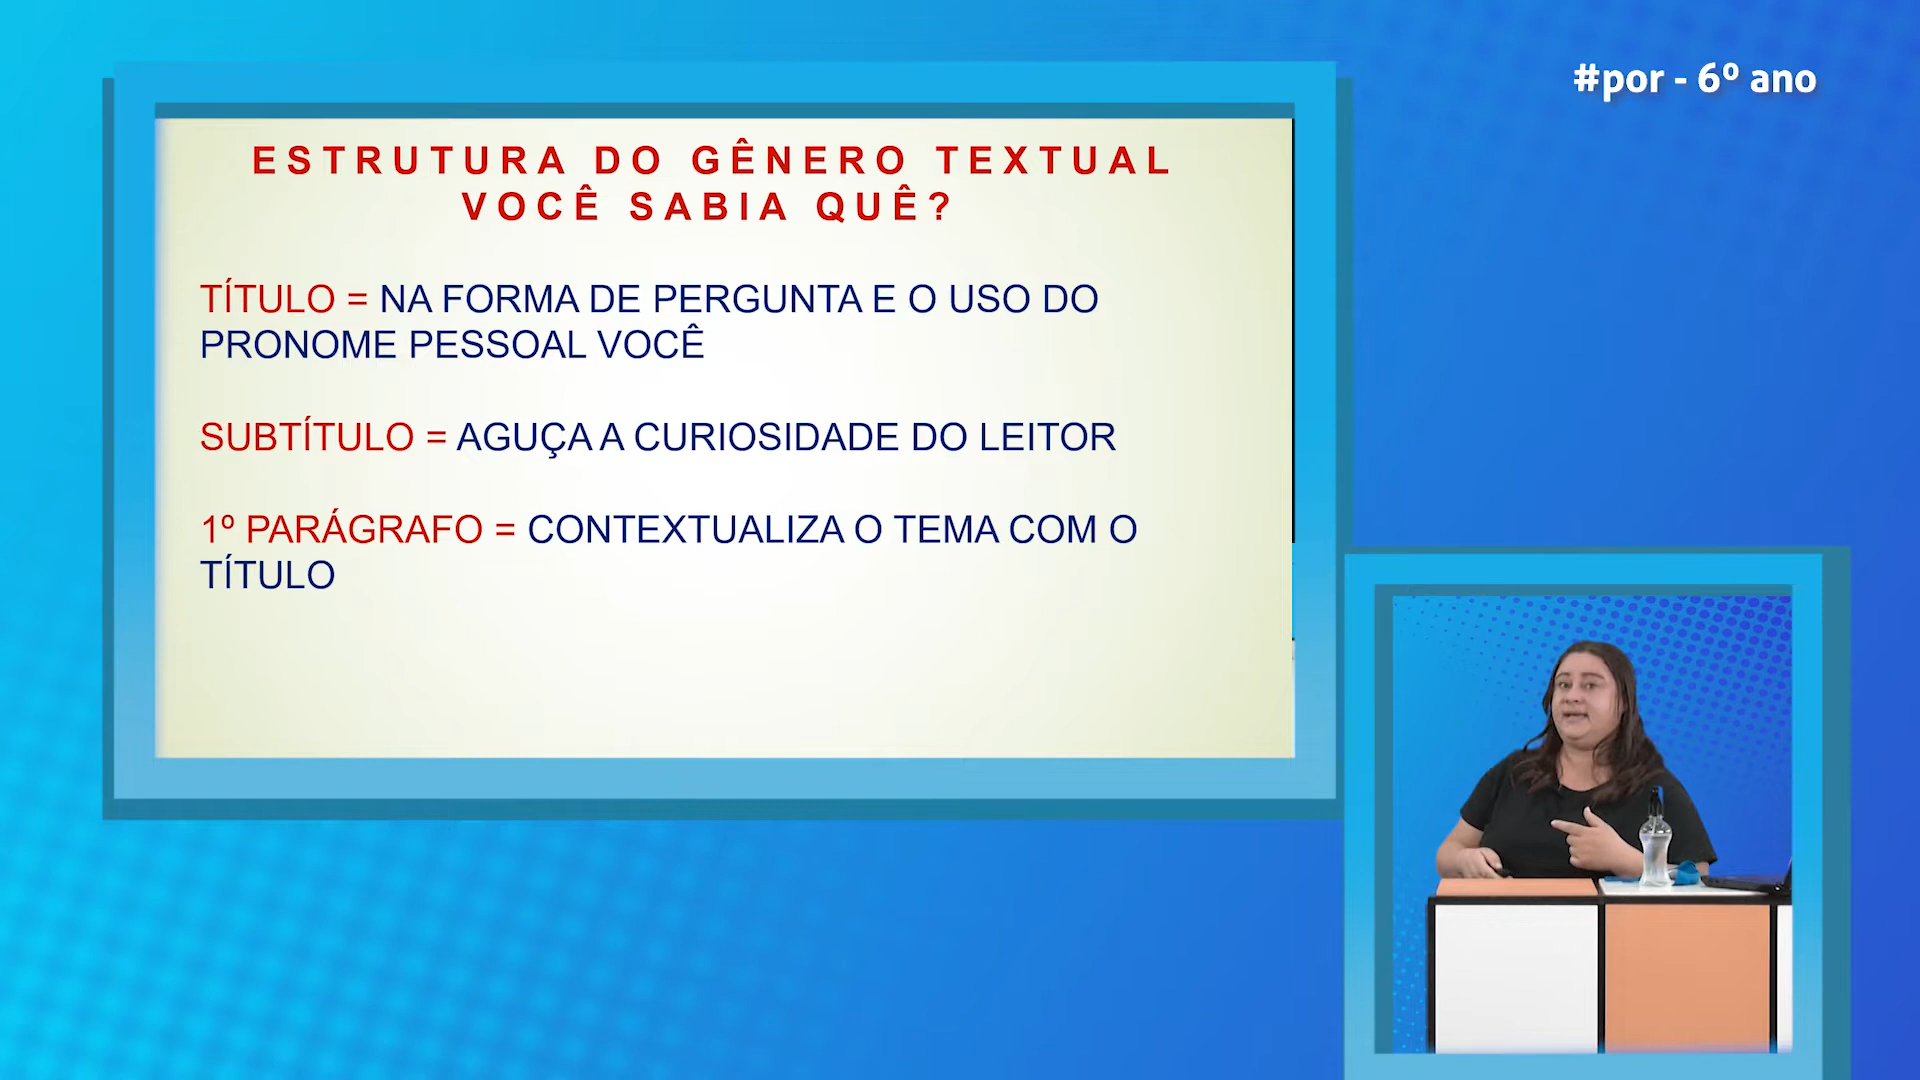 #por - 6º ano
ESTRUTURA DO GÊNERO TEXTUAL
VOCÊ SABIA QUÊ?
TÍTULO = NA FORMA DE PERGUNTA E O USO DO
PRONOME PESSOAL VOCÊ
SUBTÍTULO = AGUÇA A CURIOSIDADE DO LEITOR
1º PARÁGRAFO = CONTEXTUALIZA O TEMA COM O
TÍTULO